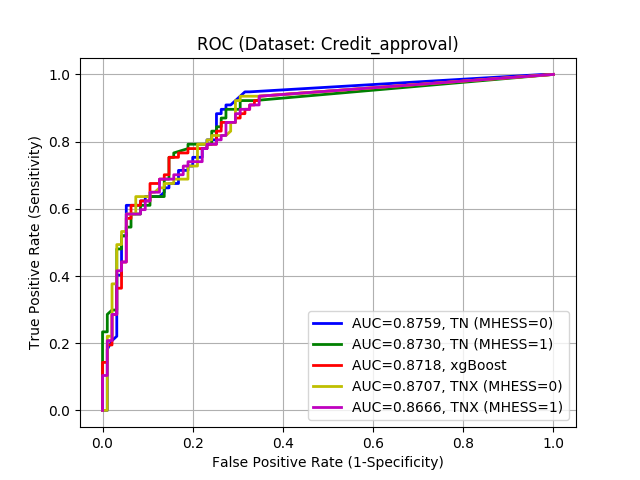 ROC (Dataset: Credit_approval)
True Positive Rate (Sensitivity)
1.0
0.8
0.6
0.4
0.2
0.0
AUC=0.8759, TN (MHESS=0)
AUC=0.8730, TN (MHESS=1)
AUC=0.8718, xgBoost
AUC=0.8707, TNX (MHESS=0)
AUC=0.8666, TNX (MHESS=1)
0.0 0.2 0.4 0.6 0.8 1.0
False Positive Rate (1-Specificity)